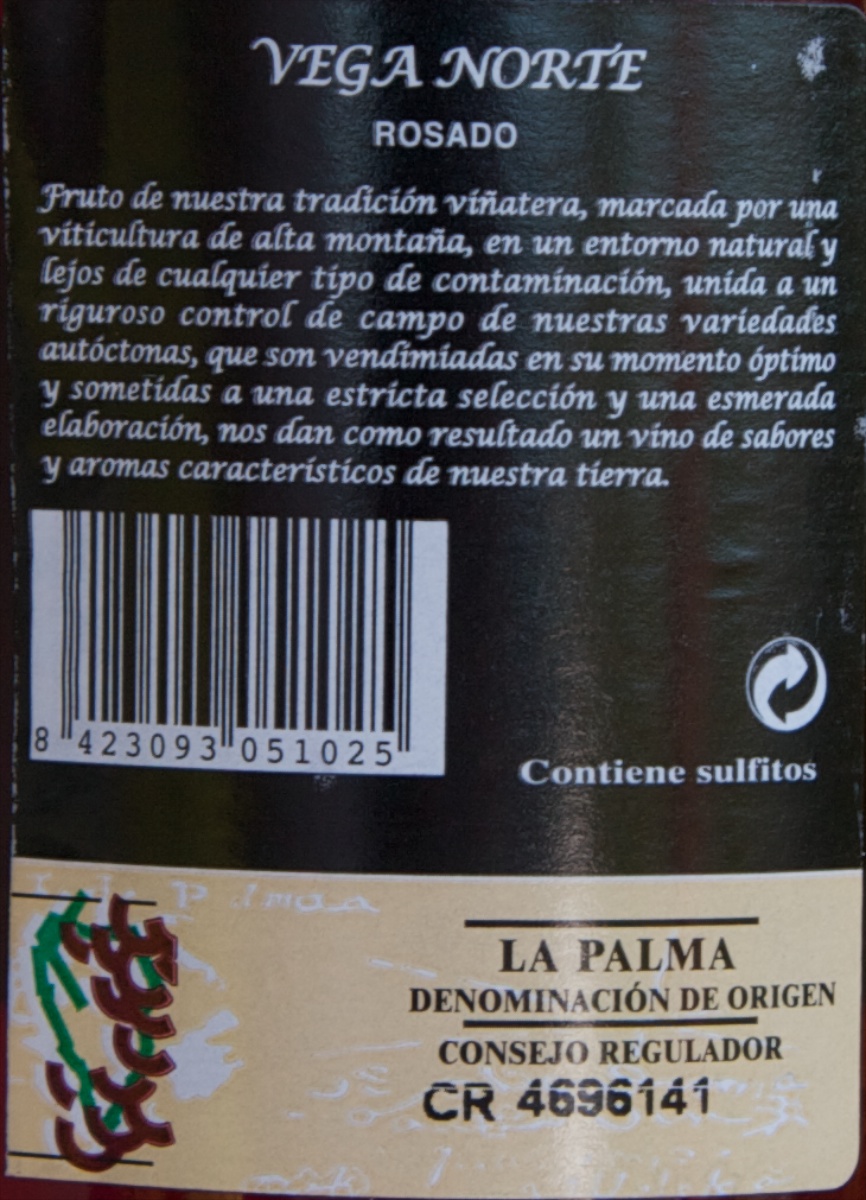 VEGA NORTE
ROSADO
Fruto de nuestra tradición viñatera, marcada por una
viticultura de alta montaña, en un entorno natural y
lejos de cualquier tipo de contaminación, unida a un
riguroso control de campo de nuestras variedades
autóctonas, que son vendimiadas en su momento óptimo
y sometidas a una estricta selección y una esmerada
elaboración, nos dan como resultado un vino de sabores
y aromas característicos de nuestra tierra.
8 423093 051025
Contiene sulfitos
LA PALMA
DENOMINACIÓN DE ORIGEN
CONSEJO REGULADOR
CR 4696141